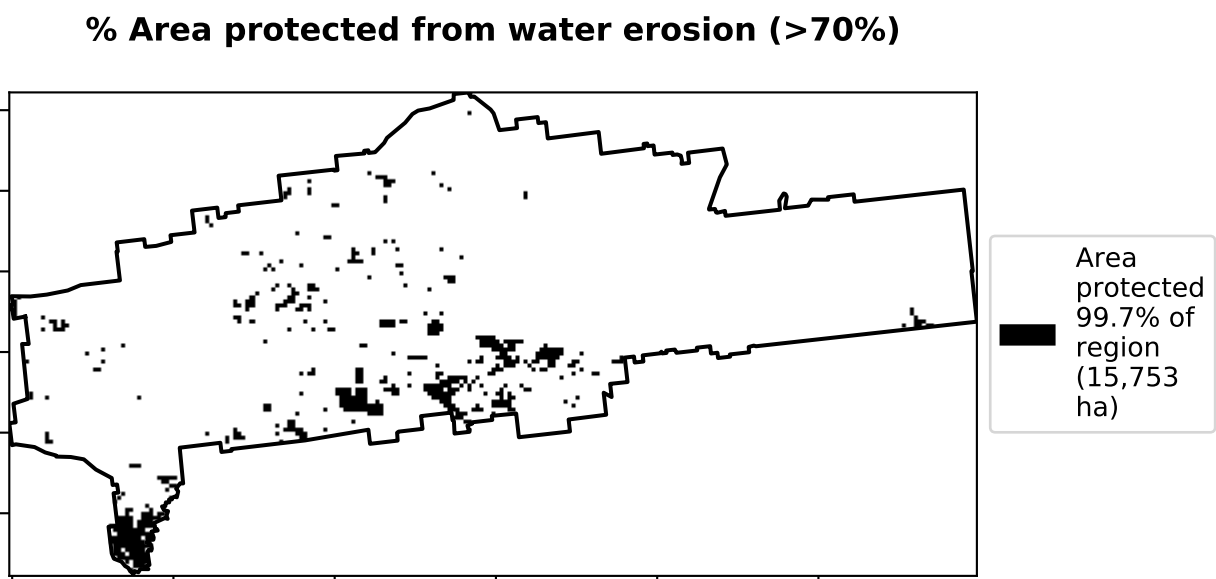 % Area protected from water erosion (>70%)
Area
protected
99.7% of
region
(15,753
ha)